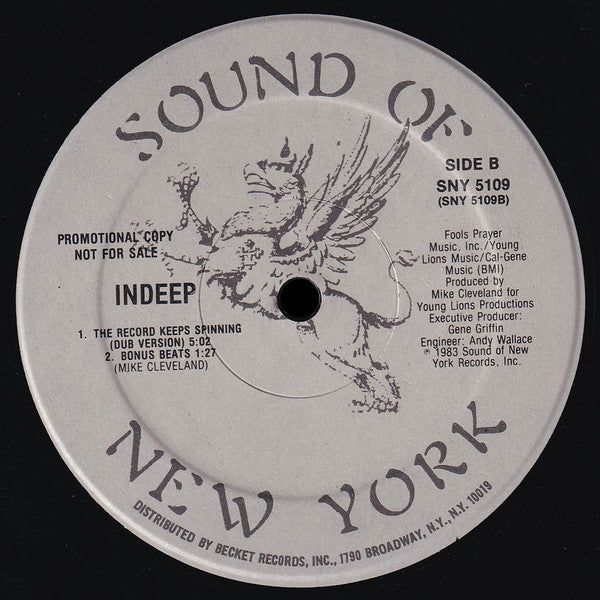 SOUND OF
SIDE B
SNY 5109
(SNY 5109B)
PROMOTIONAL COPY
NOT FOR SALE
INDEEP
1. THE RECORD KEEPS SPINNING
(DUB VERSION) 5:02
2. BONUS BEATS 1:27
(MIKE CLEVELAND)
Fools Prayer
Music, Inc./Young
Lions Music/Cal-Gene
Music (BMI)
Produced by
Mike Cleveland for
Young Lions Productions
Executive Producer:
Gene Griffin
Engineer: Andy Wallace
℗ 1983 Sound of New
York Records, Inc.
NEW YORK
DISTRIBUTED BY BECKET RECORDS, INC., 1790 BROADWAY, N.Y., N.Y. 10019